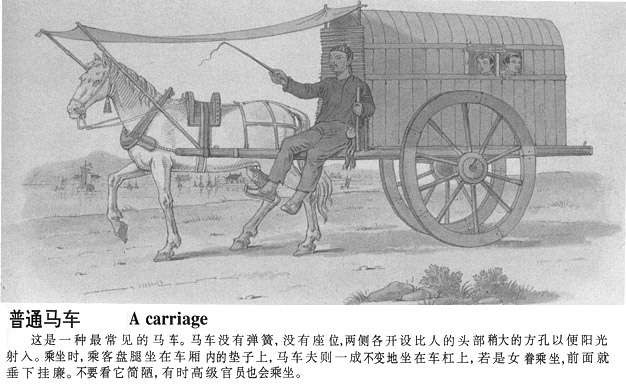 普通马车 A carriage
这是一种最常见的马车。马车没有弹簧，没有座位，两侧各开设比人的头部稍大的方孔以便阳光
射入。乘坐时，乘客盘腿坐在车厢内的垫子上，马车夫则一成不变地坐在车杠上，若是女眷乘坐，前面就
垂下挂廉。不要看它简陋，有时高级官员也会乘坐。